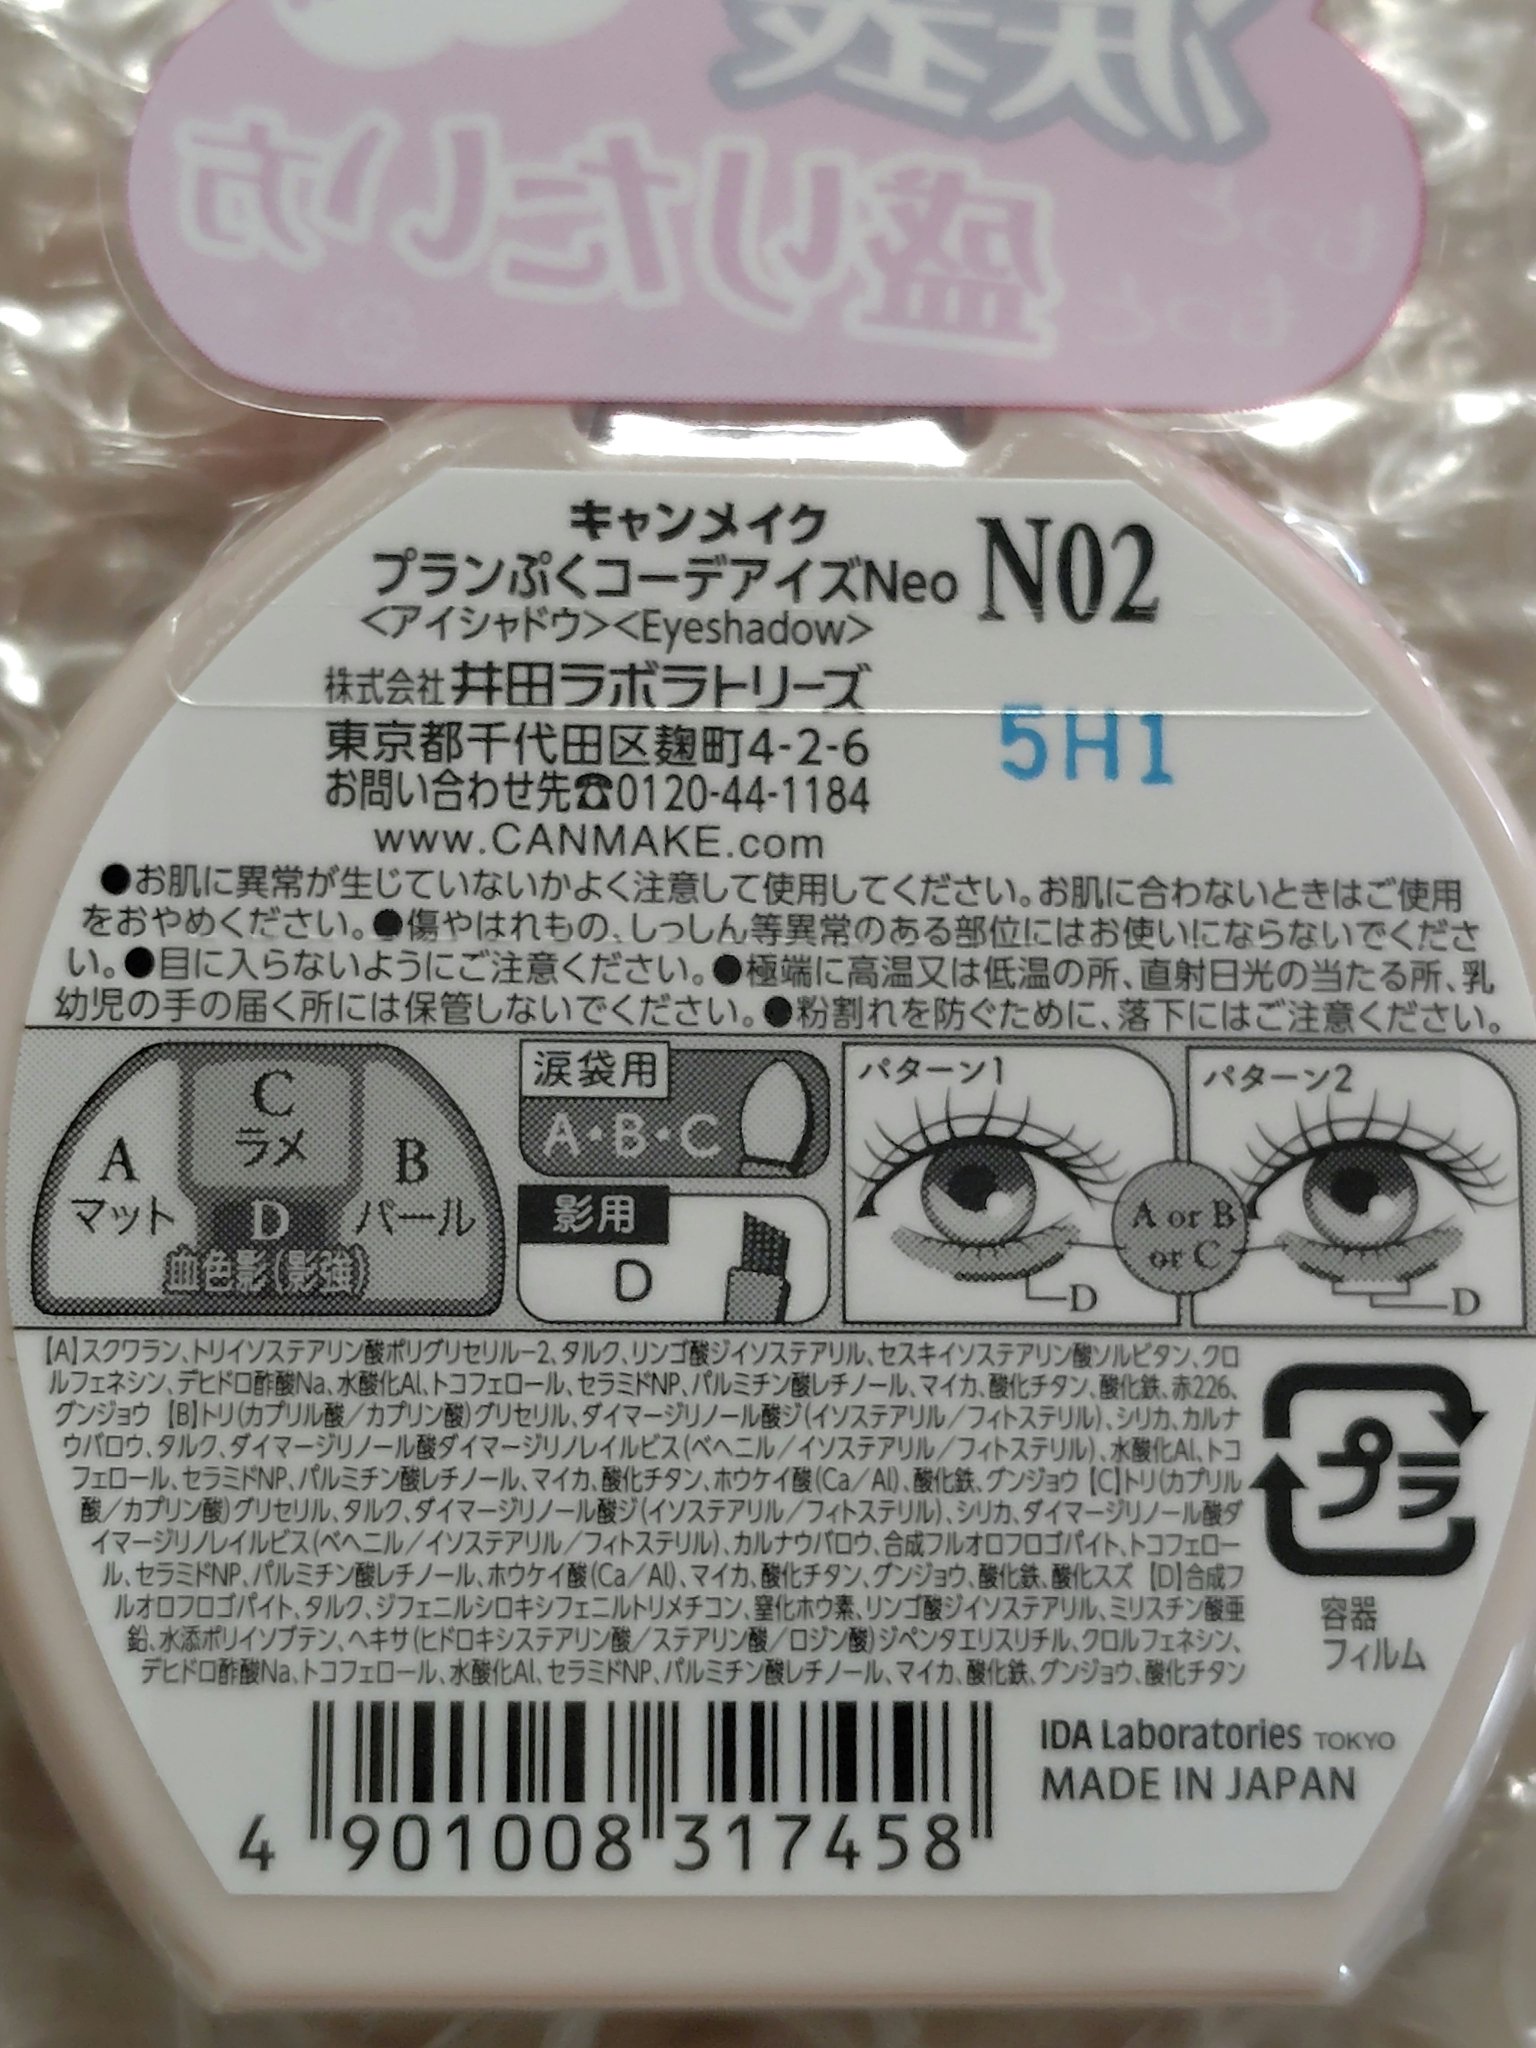 涙袋
盛りたい方
もっと
もっと
キャンメイク
プランぷくコーデアイズNeo N02
<アイシャドウ><Eyeshadow>
株式会社 井田ラボラトリーズ
東京都千代田区麹町4-2-6
5H1
お問い合わせ先☎0120-44-1184
www.CANMAKE.com
●お肌に異常が生じていないかよく注意して使用してください。お肌に合わないときはご使用
をおやめください。●傷やはれもの、しっしん等異常のある部位にはお使いにならないでくださ
い。●目に入らないようにご注意ください。●極端に高温又は低温の所、直射日光の当たる所、乳
幼児の手の届く所には保管しないでください。●粉割れを防ぐために、落下にはご注意ください。
A
マット
C
ラメ
B
パール
D
血色影(影強)
涙袋用
A・B・C
影用
D
パターン1
D
A or B
or C
パターン2
D
【A】スクワラン、トリイソステアリン酸ポリグリセリル-2、タルク、リンゴ酸ジイソステアリル、セスキイソステアリン酸ソルビタン、クロ
ルフェネシン、デヒドロ酢酸Na、水酸化Al、トコフェロール、セラミドNP、パルミチン酸レチノール、マイカ、酸化チタン、酸化鉄、赤226、
グンジョウ 【B】トリ(カプリル酸/カプリン酸)グリセリル、ダイマージリノール酸ジ(イソステアリル/フィトステリル)、シリカ、カルナ
ウバロウ、タルク、ダイマージリノール酸ダイマージリノレイルビス(ベヘニル/イソステアリル/フィトステリル)、水酸化Al、トコ
フェロール、セラミドNP、パルミチン酸レチノール、マイカ、酸化チタン、ホウケイ酸(Ca/Al)、酸化鉄、グンジョウ 【C】トリ(カプリル
酸/カプリン酸)グリセリル、タルク、ダイマージリノール酸ジ(イソステアリル/フィトステリル)、シリカ、ダイマージリノール酸ダ
イマージリノレイルビス(ベヘニル/イソステアリル/フィトステリル)、カルナウバロウ、合成フルオロフロゴパイト、トコフェロー
ル、セラミドNP、パルミチン酸レチノール、ホウケイ酸(Ca/Al)、マイカ、酸化チタン、グンジョウ、酸化鉄、酸化スズ 【D】合成フ
ルオロフロゴパイト、タルク、ジフェニルシロキシフェニルトリメチコン、窒化ホウ素、リンゴ酸ジイソステアリル、ミリスチン酸亜
鉛、水添ポリイソブテン、ヘキサ(ヒドロキシステアリン酸/ステアリン酸/ロジン酸)ジペンタエリスリチル、クロルフェネシン、
デヒドロ酢酸Na、トコフェロール、水酸化Al、セラミドNP、パルミチン酸レチノール、マイカ、酸化鉄、グンジョウ、酸化チタン
プラ
容器
フィルム
4 901008 317458
IDA Laboratories TOKYO
MADE IN JAPAN